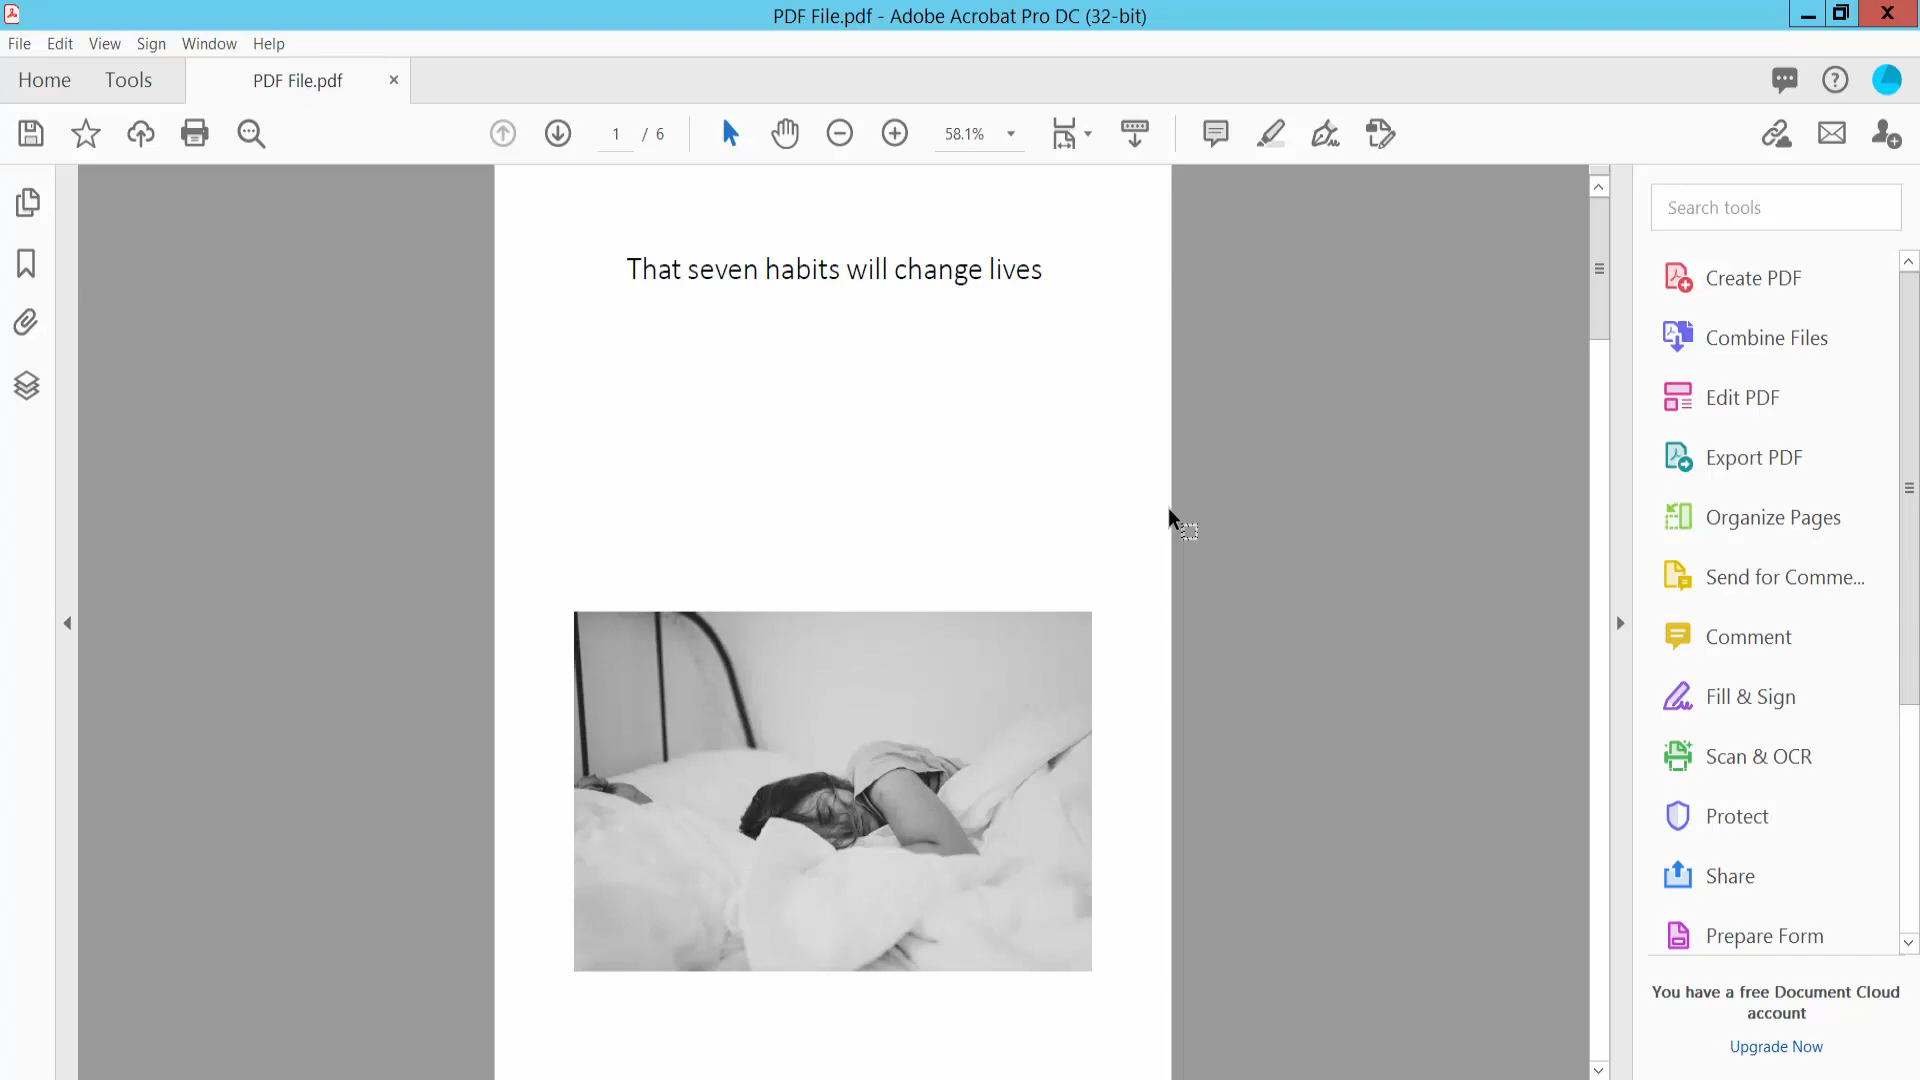 PDF File.pdf - Adobe Acrobat Pro DC (32-bit)
File Edit View Sign Window Help
Home Tools PDF File.pdf
1 / 6 58.1%
That seven habits will change lives
Search tools
Create PDF
Combine Files
Edit PDF
Export PDF
Organize Pages
Send for Comme...
Comment
Fill & Sign
Scan & OCR
Protect
Share
Prepare Form
You have a free Document Cloud
account
Upgrade Now